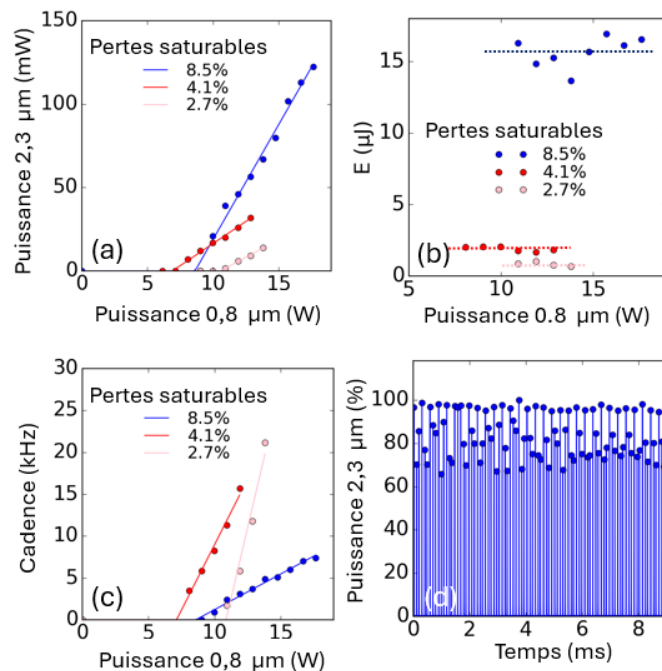 150
100
50
0
Puissance 2,3 µm (mW)
Pertes saturables
8.5%
4.1%
2.7%
(a)
0 5 10 15
Puissance 0,8 µm (W)
15
10
5
0
E (µJ)
Pertes saturables
8.5%
4.1%
2.7%
(b)
5 10 15
Puissance 0.8 µm (W)
30
25
20
15
10
5
0
Cadence (kHz)
Pertes saturables
8.5%
4.1%
2.7%
(c)
0 5 10 15
Puissance 0,8 µm (W)
100
80
60
40
20
0
Puissance 2,3 µm (%)
(d)
0 2 4 6 8
Temps (ms)